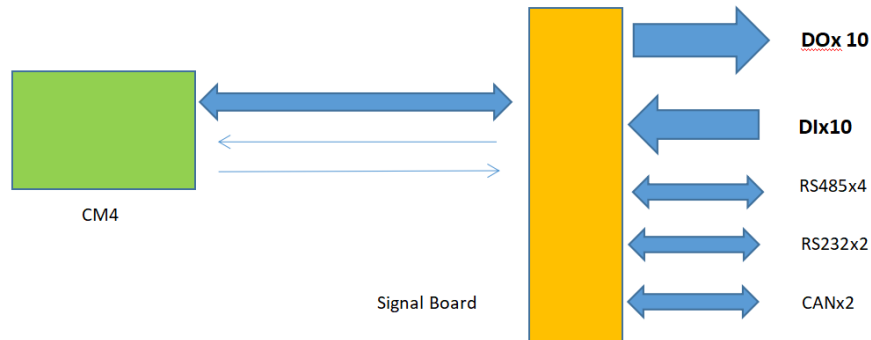 DOx 10
DIx10
RS485x4
CM4
RS232x2
Signal Board
CANx2